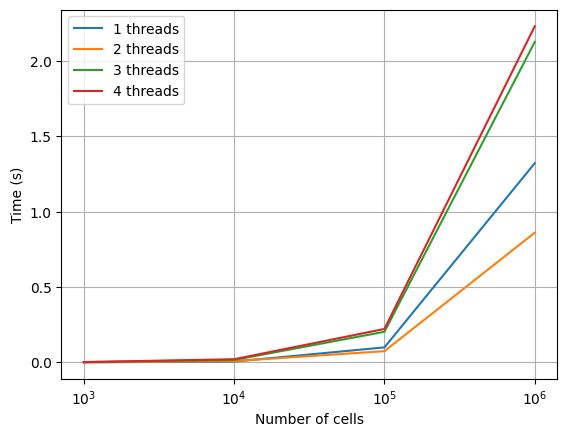 1 threads
2 threads
3 threads
4 threads
2.0
1.5
1.0
0.5
0.0
Time (s)
10³ 10⁴ 10⁵ 10⁶
Number of cells